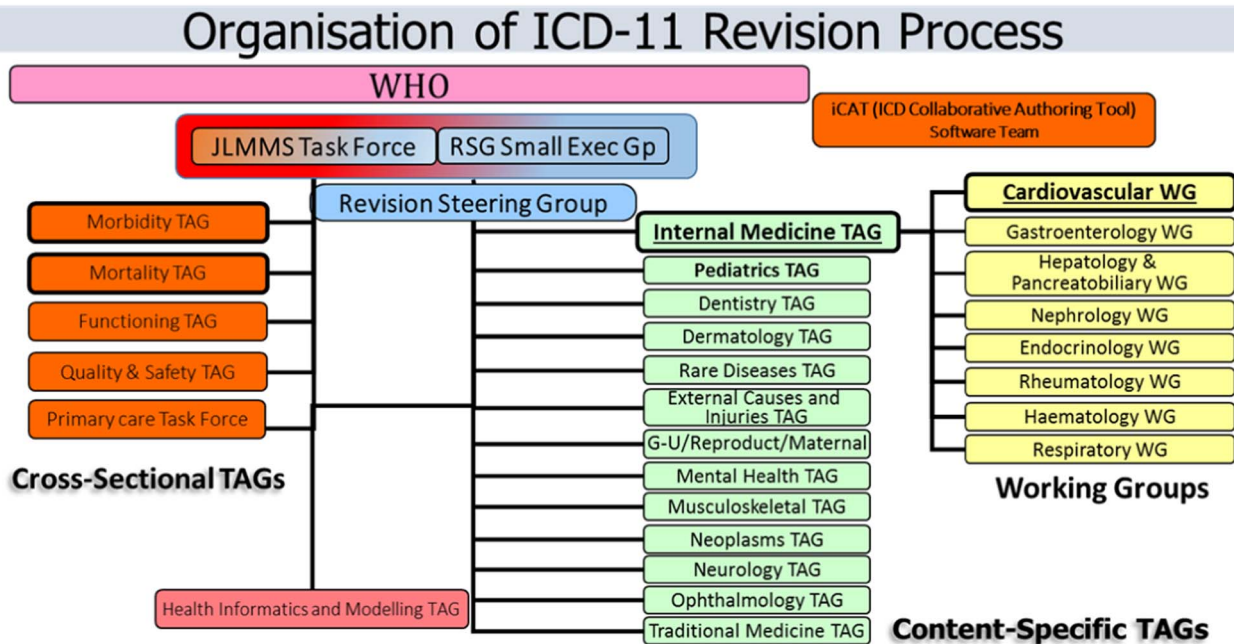 Organisation of ICD-11 Revision Process
WHO
iCAT (ICD Collaborative Authoring Tool)
Software Team
JLMMS Task Force
RSG Small Exec Gp
Revision Steering Group
Morbidity TAG
Mortality TAG
Functioning TAG
Quality & Safety TAG
Primary care Task Force
Cross-Sectional TAGs
Health Informatics and Modelling TAG
Internal Medicine TAG
Pediatrics TAG
Dentistry TAG
Dermatology TAG
Rare Diseases TAG
External Causes and
Injuries TAG
G-U/Reproduct/Maternal
Mental Health TAG
Musculoskeletal TAG
Neoplasms TAG
Neurology TAG
Ophthalmology TAG
Traditional Medicine TAG
Content-Specific TAGs
Cardiovascular WG
Gastroenterology WG
Hepatology &
Pancreatobiliary WG
Nephrology WG
Endocrinology WG
Rheumatology WG
Haematology WG
Respiratory WG
Working Groups